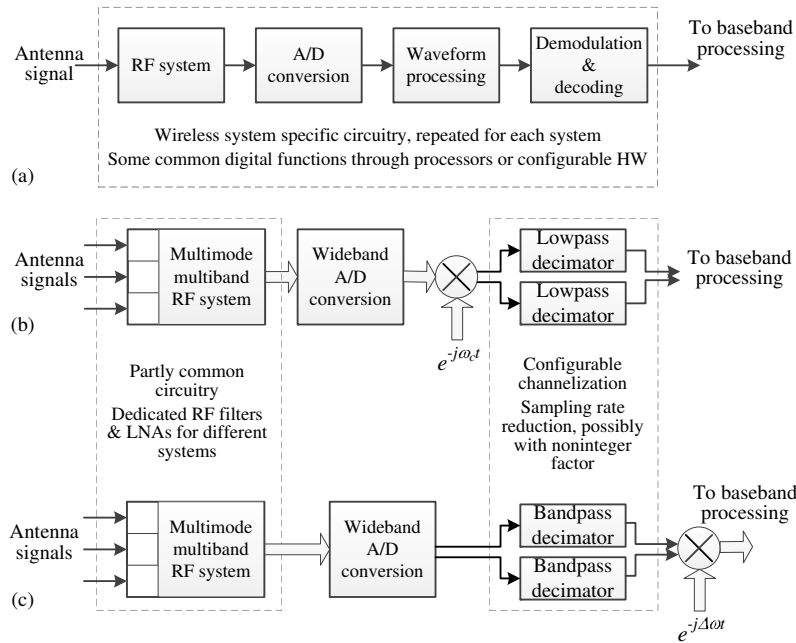 Antenna signal
RF system
A/D conversion
Waveform processing
Demodulation & decoding
To baseband processing
Wireless system specific circuitry, repeated for each system
Some common digital functions through processors or configurable HW
(a)
Antenna signals
Multimode multiband RF system
Wideband A/D conversion
Lowpass decimator
Lowpass decimator
To baseband processing
(b)
e^{-jω_c t}
Partly common circuitry
Dedicated RF filters & LNAs for different systems
Configurable channelization
Sampling rate reduction, possibly with noninteger factor
Antenna signals
Multimode multiband RF system
Wideband A/D conversion
Bandpass decimator
Bandpass decimator
To baseband processing
(c)
e^{-jΔωt}